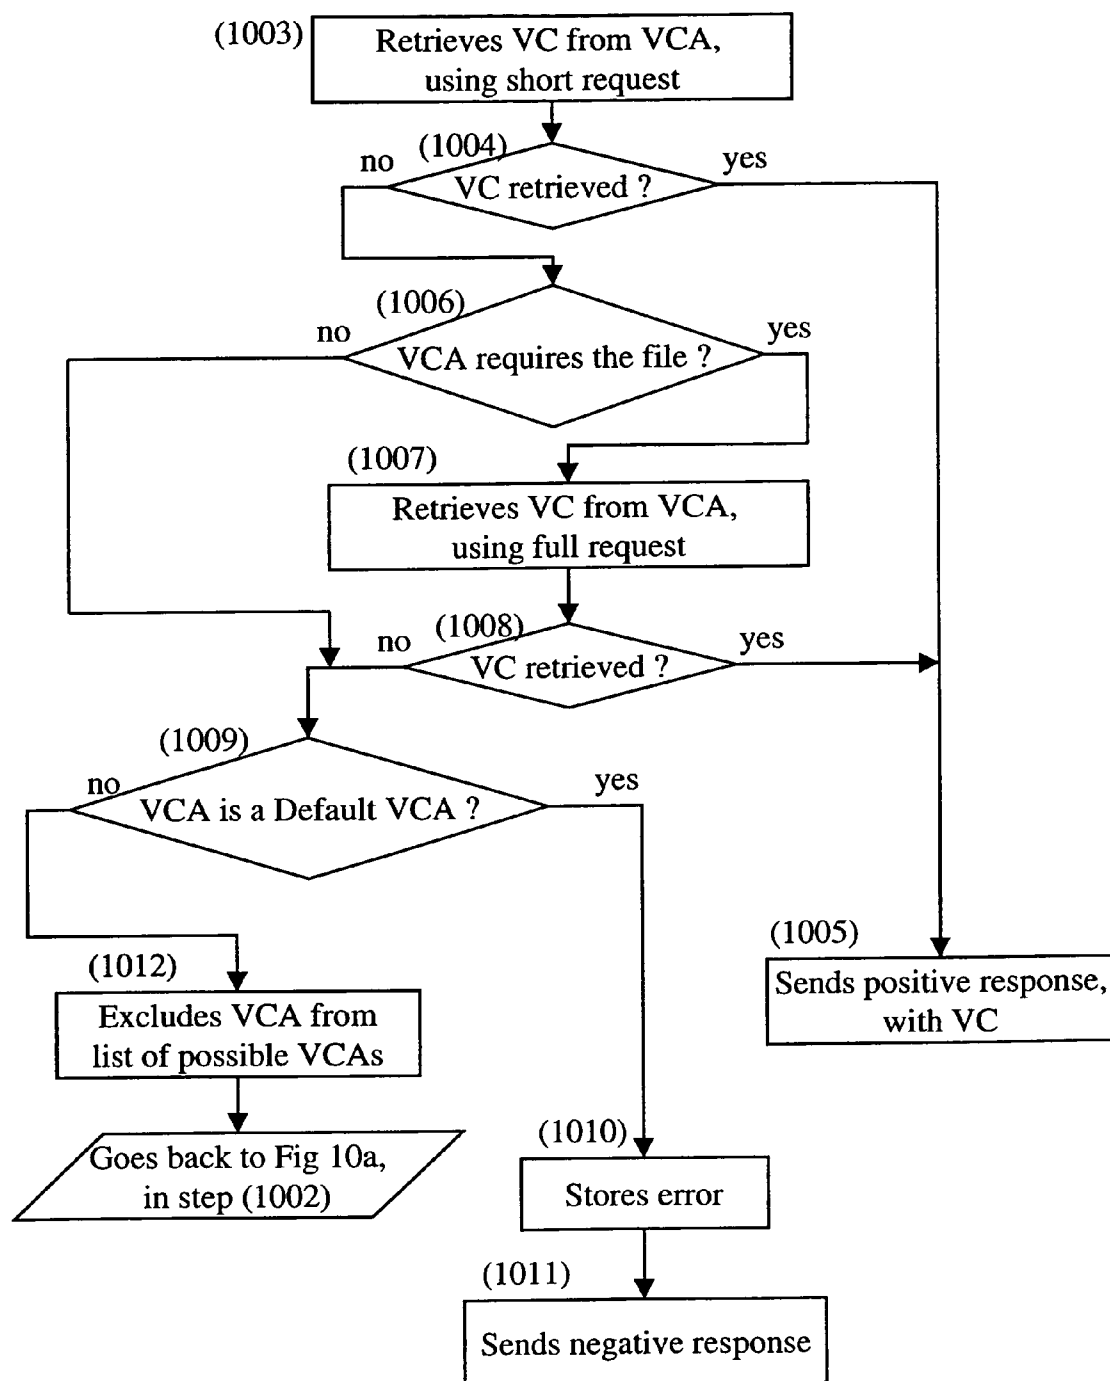 (1003)
Retrieves VC from VCA,
using short request
(1004)
no
yes
VC retrieved ?
(1006)
no
yes
VCA requires the file ?
(1007)
Retrieves VC from VCA,
using full request
(1008)
no
yes
VC retrieved ?
(1009)
no
yes
VCA is a Default VCA ?
(1005)
Sends positive response,
with VC
(1012)
Excludes VCA from
list of possible VCAs
Goes back to Fig 10a,
in step (1002)
(1010)
Stores error
(1011)
Sends negative response